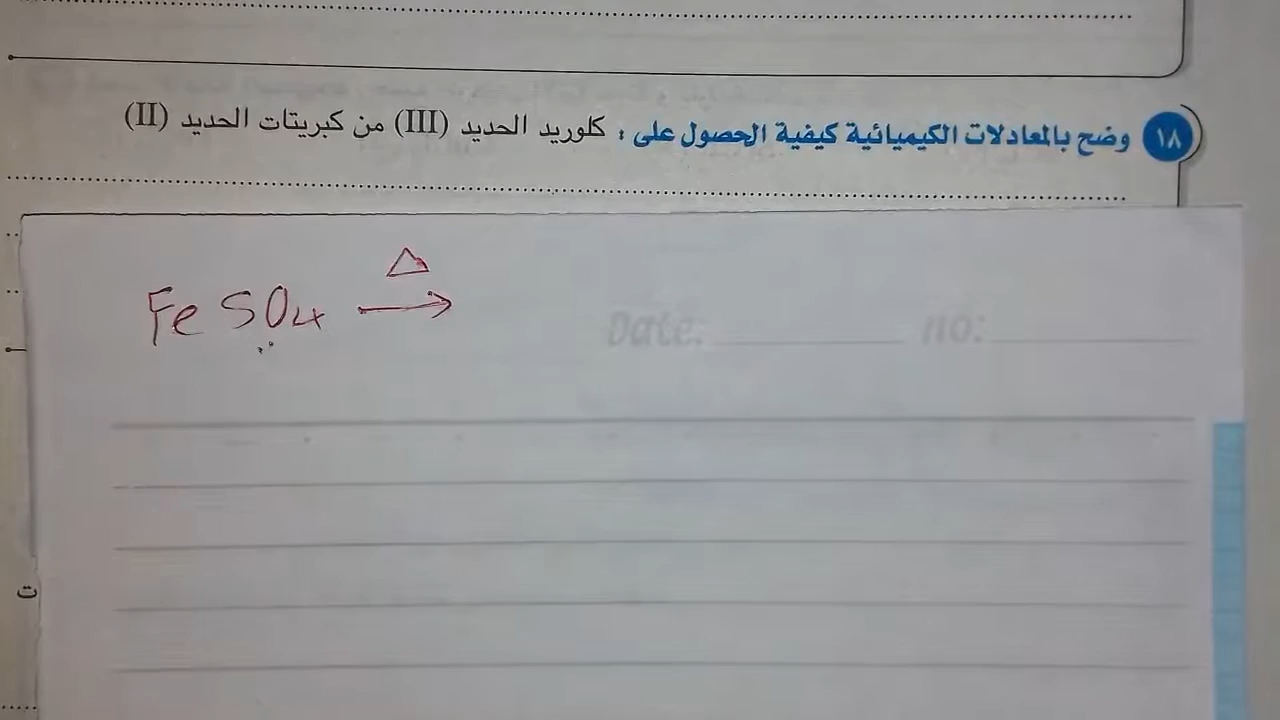 ١٨ وضح بالمعادلات الكيميائية كيفية الحصول على : كلوريد الحديد (III) من كبريتات الحديد (II)
Δ
FeSO4 →
Date: no:
ت